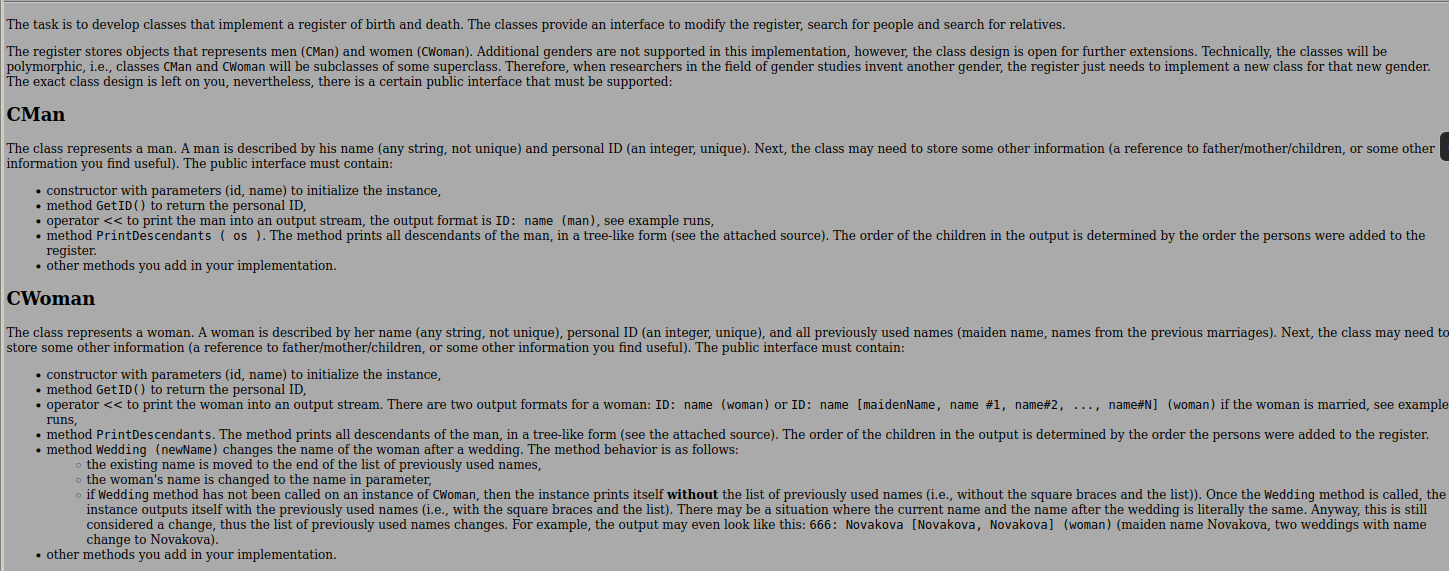 The task is to develop classes that implement a register of birth and death. The classes provide an interface to modify the register, search for people and search for relatives.
The register stores objects that represents men (CMan) and women (CWoman). Additional genders are not supported in this implementation, however, the class design is open for further extensions. Technically, the classes will be
polymorphic, i.e., classes CMan and CWoman will be subclasses of some superclass. Therefore, when researchers in the field of gender studies invent another gender, the register just needs to implement a new class for that new gender.
The exact class design is left on you, nevertheless, there is a certain public interface that must be supported:
CMan
The class represents a man. A man is described by his name (any string, not unique) and personal ID (an integer, unique). Next, the class may need to store some other information (a reference to father/mother/children, or some other
information you find useful). The public interface must contain:
• constructor with parameters (id, name) to initialize the instance,
• method GetID() to return the personal ID,
• operator << to print the man into an output stream, the output format is ID: name (man), see example runs,
• method PrintDescendants ( os ). The method prints all descendants of the man, in a tree-like form (see the attached source). The order of the children in the output is determined by the order the persons were added to the
register.
• other methods you add in your implementation.
CWoman
The class represents a woman. A woman is described by her name (any string, not unique), personal ID (an integer, unique), and all previously used names (maiden name, names from the previous marriages). Next, the class may need to
store some other information (a reference to father/mother/children, or some other information you find useful). The public interface must contain:
• constructor with parameters (id, name) to initialize the instance,
• method GetID() to return the personal ID,
• operator << to print the woman into an output stream. There are two output formats for a woman: ID: name (woman) or ID: name [maidenName, name #1, name#2, ..., name#N] (woman) if the woman is married, see example
runs,
• method PrintDescendants. The method prints all descendants of the man, in a tree-like form (see the attached source). The order of the children in the output is determined by the order the persons were added to the register.
• method Wedding (newName) changes the name of the woman after a wedding. The method behavior is as follows:
◦ the existing name is moved to the end of the list of previously used names,
◦ the woman's name is changed to the name in parameter,
◦ if Wedding method has not been called on an instance of CWoman, then the instance prints itself without the list of previously used names (i.e., without the square braces and the list)). Once the Wedding method is called, the
instance outputs itself with the previously used names (i.e., with the square braces and the list). There may be a situation where the current name and the name after the wedding is literally the same. Anyway, this is still
considered a change, thus the list of previously used names changes. For example, the output may even look like this: 666: Novakova [Novakova, Novakova] (woman) (maiden name Novakova, two weddings with name
change to Novakova).
• other methods you add in your implementation.